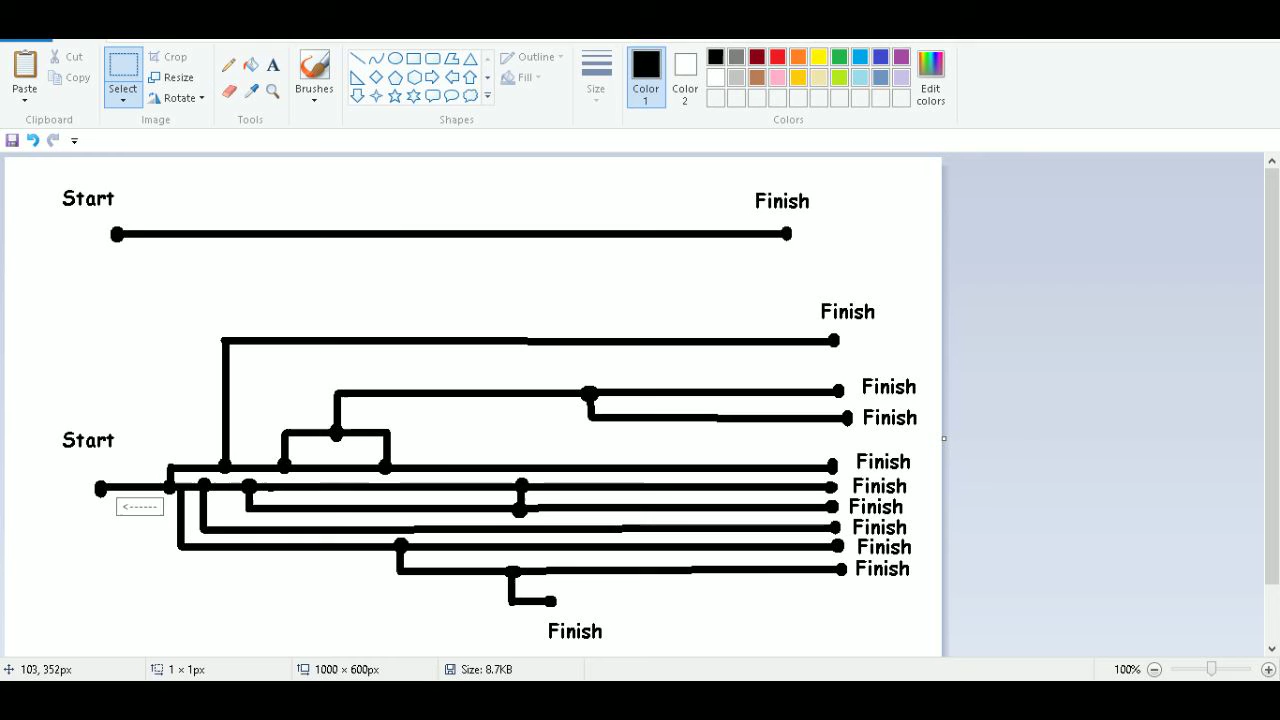 Paste
Cut
Copy
Clipboard
Select
Crop
Resize
Rotate
Image
A
Tools
Brushes
Outline
Fill
Shapes
Size
Color
1
Color
2
Edit
colors
Colors
Start
Finish
Finish
Finish
Finish
Start
Finish
Finish
<------
Finish
Finish
Finish
Finish
Finish
103, 352px
1 × 1px
1000 × 600px
Size: 8.7KB
100%